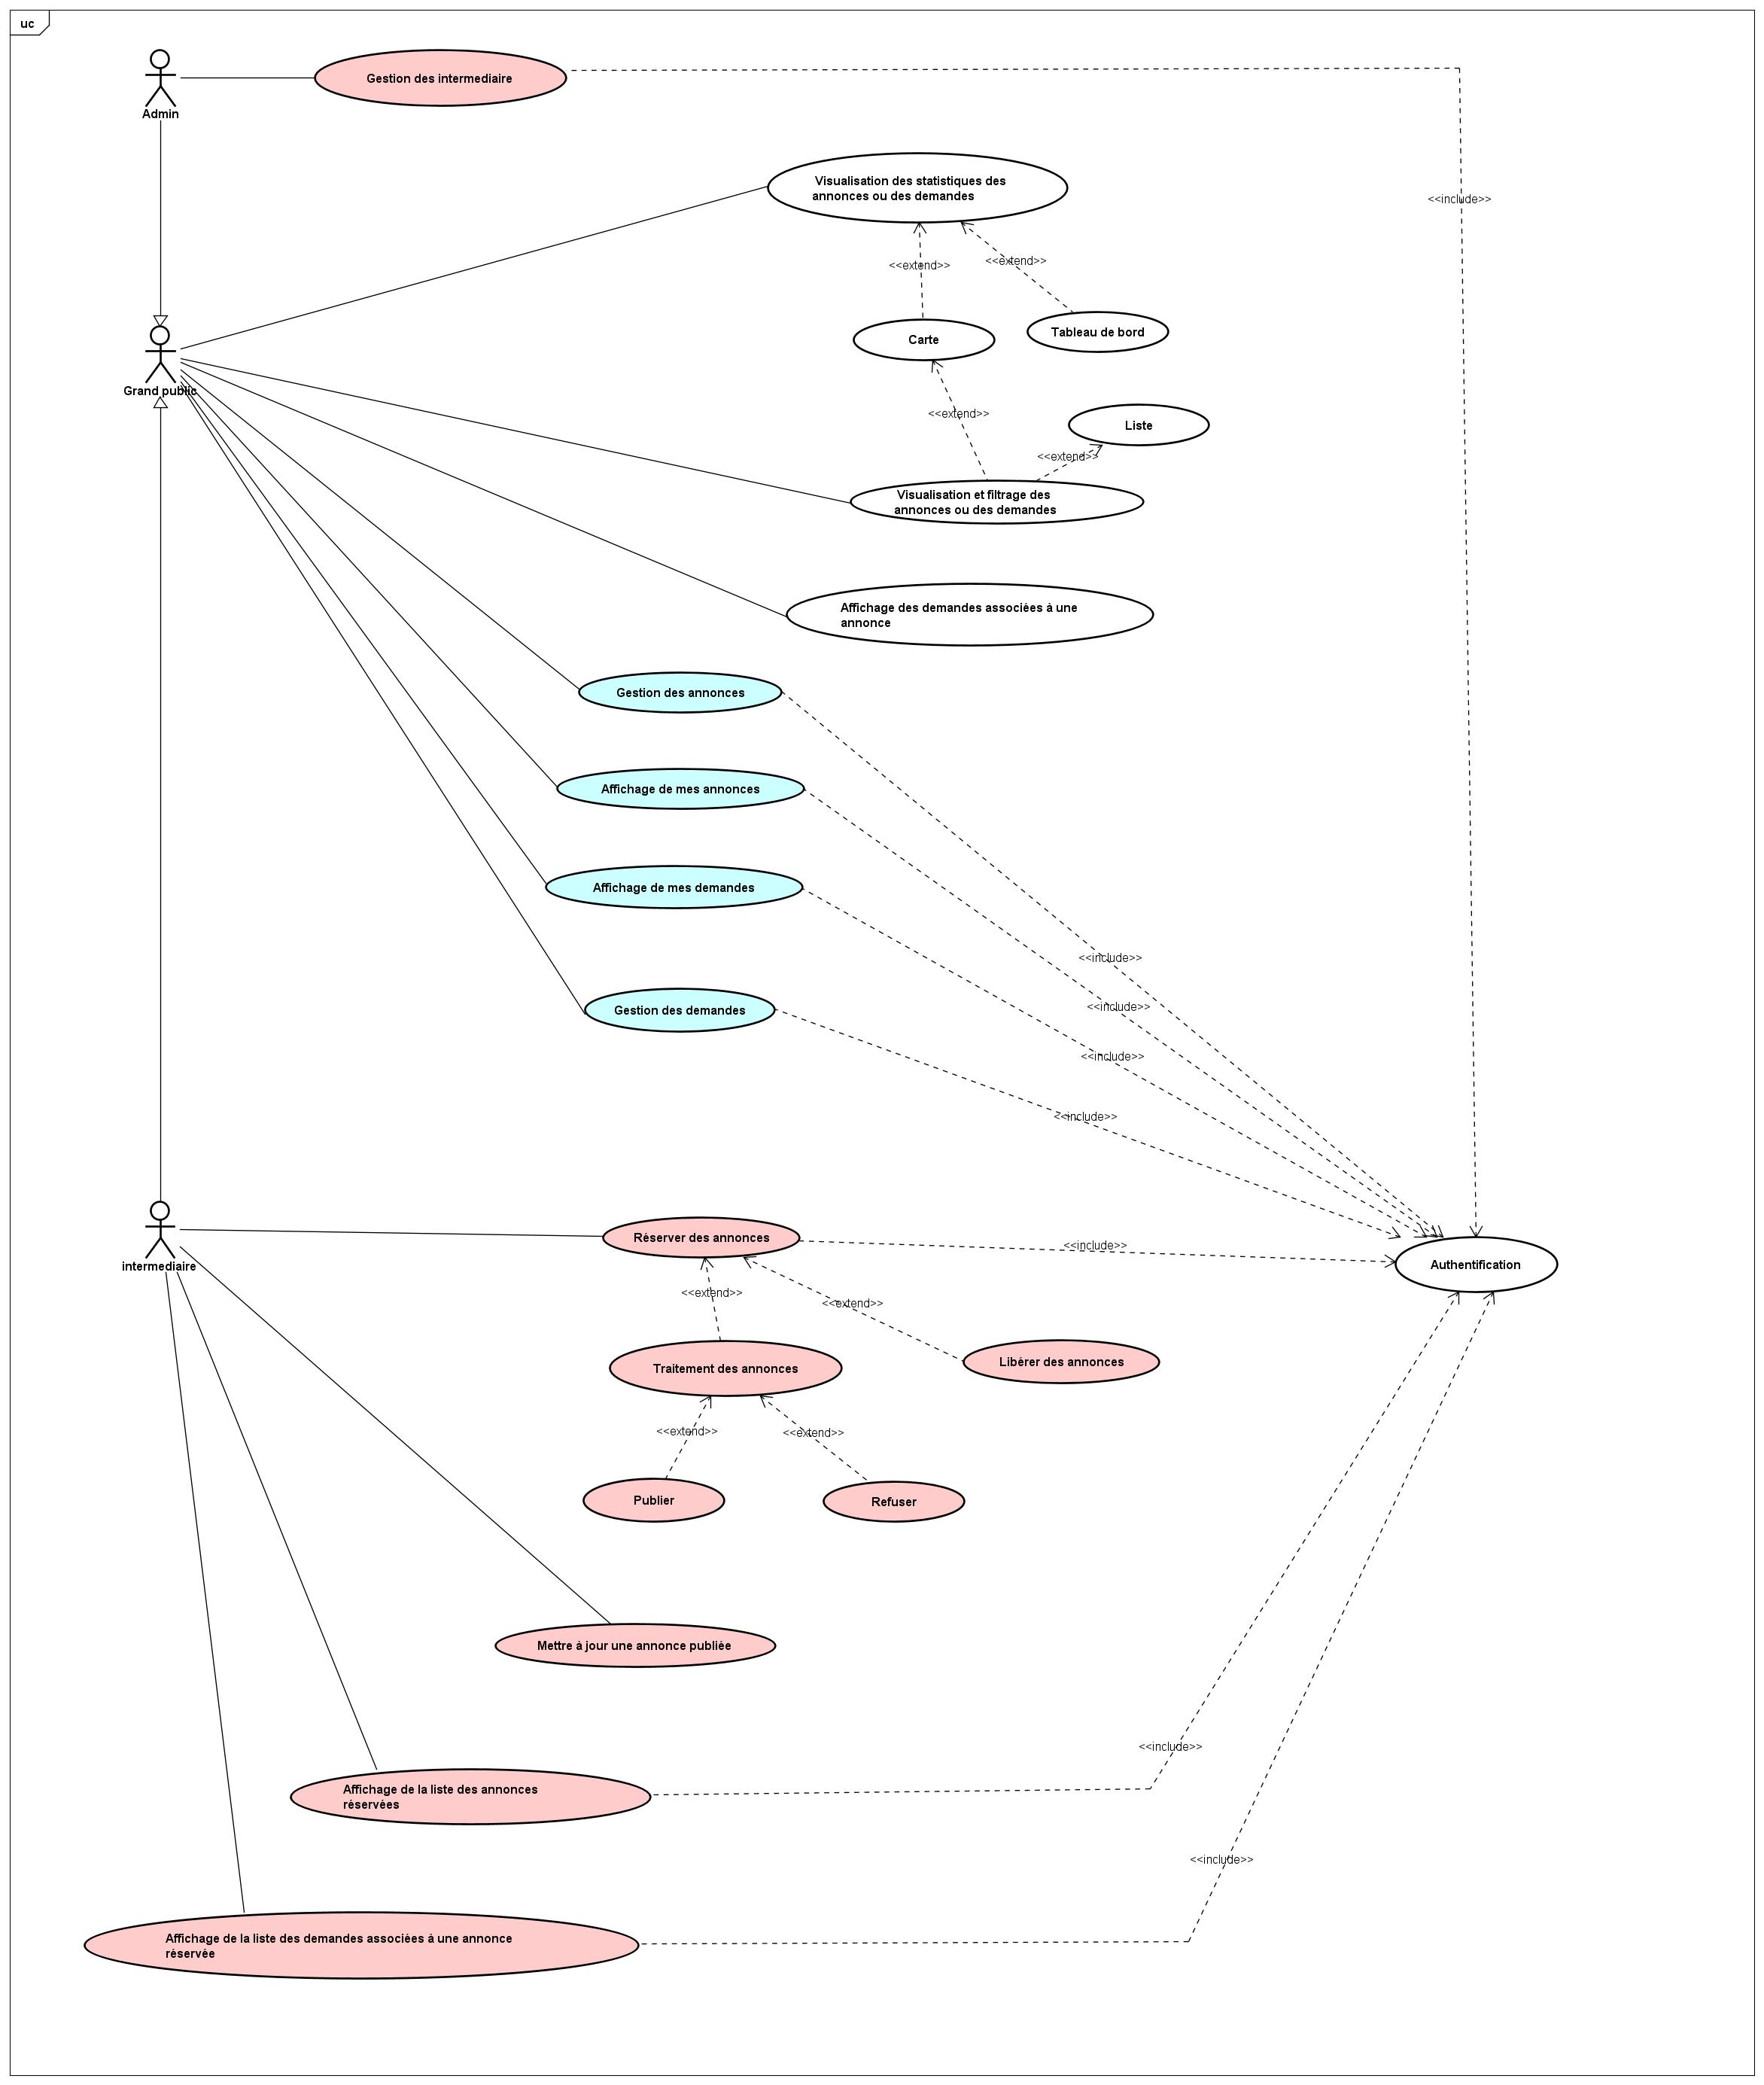 uc
Gestion des intermediaire
Admin
Visualisation des statistiques des
annonces ou des demandes
<<include>>
<<extend>>
<<extend>>
Carte
Tableau de bord
Grand public
<<extend>>
Liste
<<extend>>
Visualisation et filtrage des
annonces ou des demandes
Affichage des demandes associées à une
annonce
Gestion des annonces
Affichage de mes annonces
Affichage de mes demandes
<<include>>
<<include>>
Gestion des demandes
<<include>>
<<include>>
Réserver des annonces
<<include>>
intermediaire
Authentification
<<extend>>
<<extend>>
Traitement des annonces
Libérer des annonces
<<extend>>
<<extend>>
Publier
Refuser
Mettre à jour une annonce publiée
<<include>>
Affichage de la liste des annonces
réservées
<<include>>
Affichage de la liste des demandes associées à une annonce
réservée